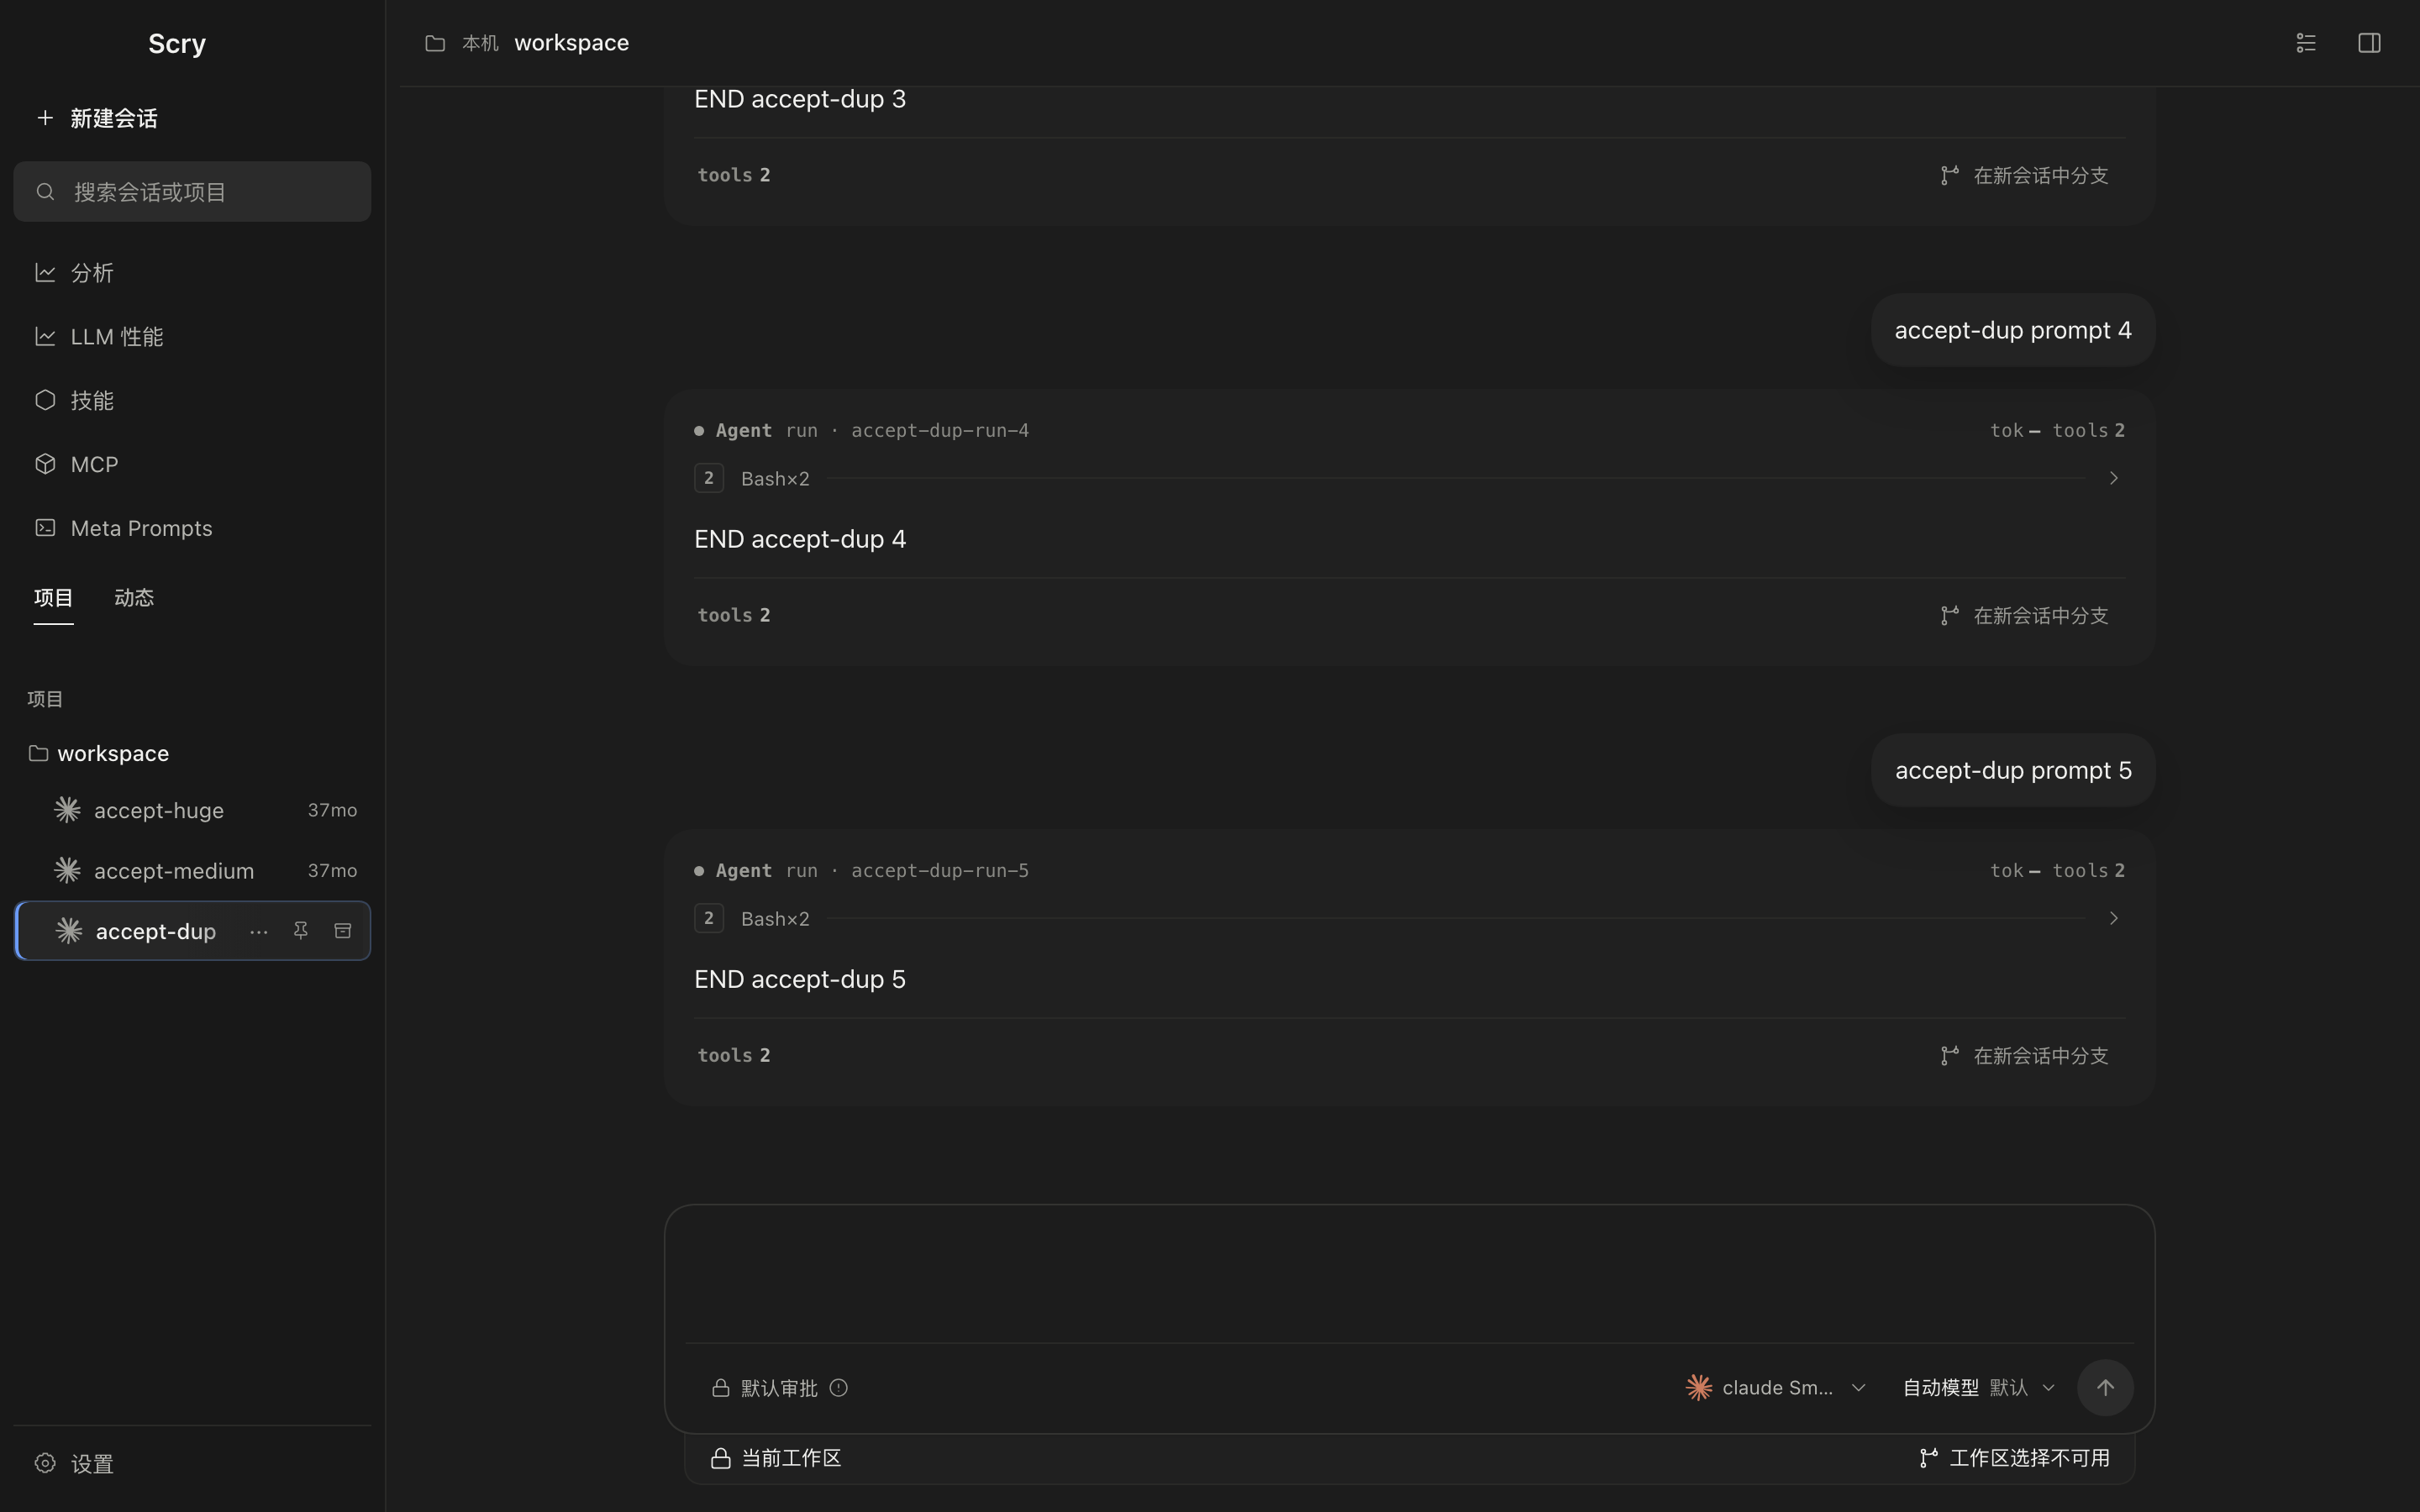 Scry
新建会话
搜索会话或项目
分析
LLM 性能
技能
MCP
Meta Prompts
项目 动态
项目
workspace
accept-huge 37mo
accept-medium 37mo
accept-dup
设置
本机 workspace
END accept-dup 3
tools 2 在新会话中分支
accept-dup prompt 4
Agent run · accept-dup-run-4 tok — tools 2
2 Bash×2
END accept-dup 4
tools 2 在新会话中分支
accept-dup prompt 5
Agent run · accept-dup-run-5 tok — tools 2
2 Bash×2
END accept-dup 5
tools 2 在新会话中分支
默认审批 claude Sm... 自动模型 默认
当前工作区 工作区选择不可用